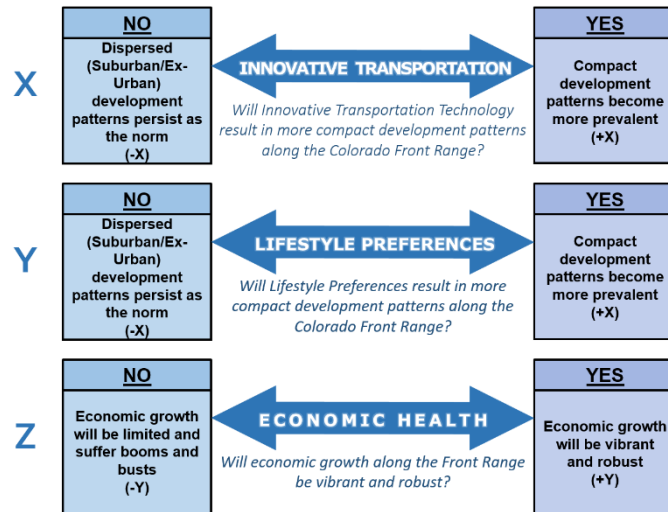 NO
Dispersed
(Suburban/Ex-
Urban)
development
patterns persist as
the norm
(-X)
X
INNOVATIVE TRANSPORTATION
Will Innovative Transportation Technology
result in more compact development patterns
along the Colorado Front Range?
YES
Compact
development
patterns become
more prevalent
(+X)
NO
Dispersed
(Suburban/Ex-
Urban)
development
patterns persist as
the norm
(-X)
Y
LIFESTYLE PREFERENCES
Will Lifestyle Preferences result in more
compact development patterns along the
Colorado Front Range?
YES
Compact
development
patterns become
more prevalent
(+X)
NO
Economic growth
will be limited and
suffer booms and
busts
(-Y)
Z
ECONOMIC HEALTH
Will economic growth along the Front Range
be vibrant and robust?
YES
Economic growth
will be vibrant
and robust
(+Y)